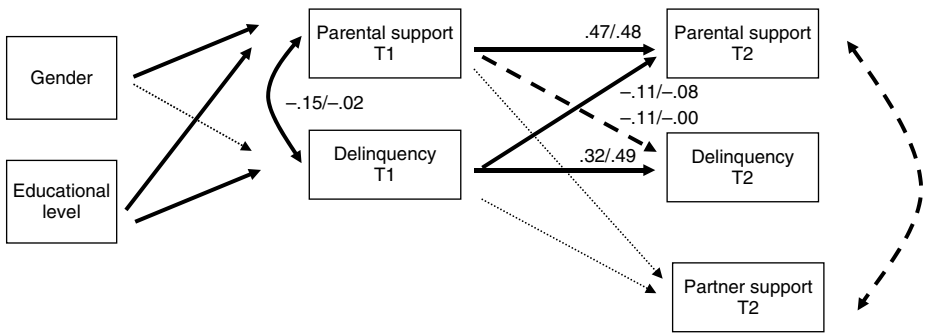 Gender
Educational
level
Parental support
T1
Delinquency
T1
–.15/–.02
.47/.48
–.11/–.08
–.11/–.00
.32/.49
Parental support
T2
Delinquency
T2
Partner support
T2